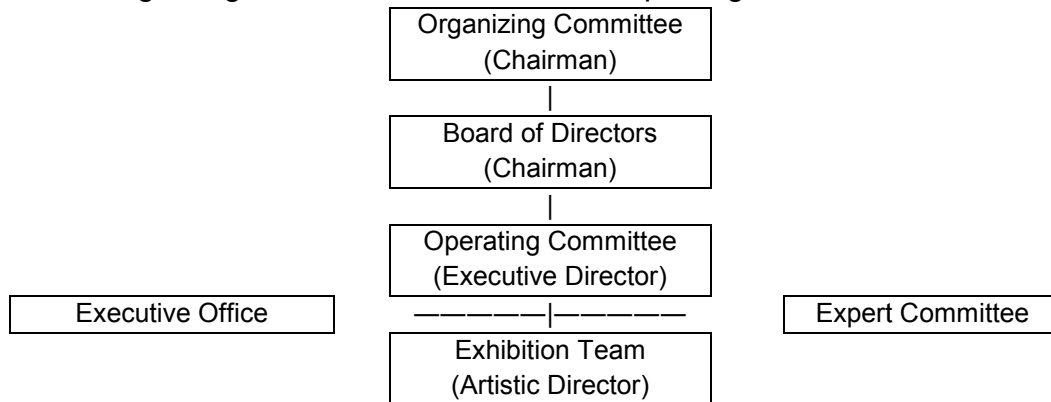 Organizing Committee
(Chairman)
|
Board of Directors
(Chairman)
|
Operating Committee
(Executive Director)
Executive Office —————|————— Expert Committee
Exhibition Team
(Artistic Director)